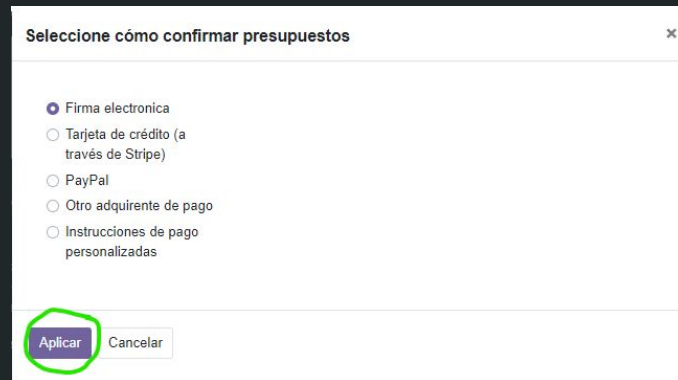 Seleccione cómo confirmar presupuestos
×
Firma electronica
Tarjeta de crédito (a
través de Stripe)
PayPal
Otro adquirente de pago
Instrucciones de pago
personalizadas
Aplicar Cancelar